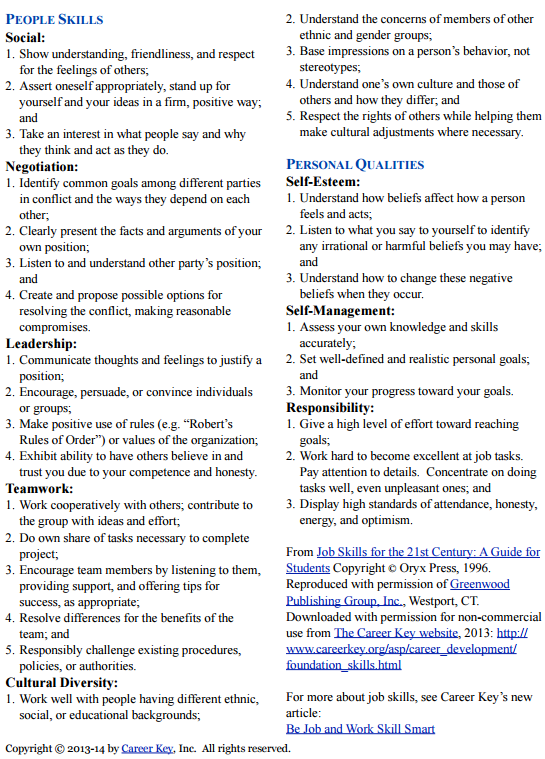 PEOPLE SKILLS
Social:
1. Show understanding, friendliness, and respect
for the feelings of others;
2. Assert oneself appropriately, stand up for
yourself and your ideas in a firm, positive way;
and
3. Take an interest in what people say and why
they think and act as they do.
Negotiation:
1. Identify common goals among different parties
in conflict and the ways they depend on each
other;
2. Clearly present the facts and arguments of your
own position;
3. Listen to and understand other party's position;
and
4. Create and propose possible options for
resolving the conflict, making reasonable
compromises.
Leadership:
1. Communicate thoughts and feelings to justify a
position;
2. Encourage, persuade, or convince individuals
or groups;
3. Make positive use of rules (e.g. “Robert's
Rules of Order”) or values of the organization;
4. Exhibit ability to have others believe in and
trust you due to your competence and honesty.
Teamwork:
1. Work cooperatively with others; contribute to
the group with ideas and effort;
2. Do own share of tasks necessary to complete
project;
3. Encourage team members by listening to them,
providing support, and offering tips for
success, as appropriate;
4. Resolve differences for the benefits of the
team; and
5. Responsibly challenge existing procedures,
policies, or authorities.
Cultural Diversity:
1. Work well with people having different ethnic,
social, or educational backgrounds;
2. Understand the concerns of members of other
ethnic and gender groups;
3. Base impressions on a person's behavior, not
stereotypes;
4. Understand one's own culture and those of
others and how they differ; and
5. Respect the rights of others while helping them
make cultural adjustments where necessary.
PERSONAL QUALITIES
Self-Esteem:
1. Understand how beliefs affect how a person
feels and acts;
2. Listen to what you say to yourself to identify
any irrational or harmful beliefs you may have;
and
3. Understand how to change these negative
beliefs when they occur.
Self-Management:
1. Assess your own knowledge and skills
accurately;
2. Set well-defined and realistic personal goals;
and
3. Monitor your progress toward your goals.
Responsibility:
1. Give a high level of effort toward reaching
goals;
2. Work hard to become excellent at job tasks.
Pay attention to details. Concentrate on doing
tasks well, even unpleasant ones; and
3. Display high standards of attendance, honesty,
energy, and optimism.
From Job Skills for the 21st Century: A Guide for
Students Copyright © Oryx Press, 1996.
Reproduced with permission of Greenwood
Publishing Group, Inc., Westport, CT.
Downloaded with permission for non-commercial
use from The Career Key website, 2013: http://
www.careerkey.org/asp/career_development/
foundation_skills.html
For more about job skills, see Career Key's new
article:
Be Job and Work Skill Smart
Copyright © 2013-14 by Career Key, Inc. All rights reserved.